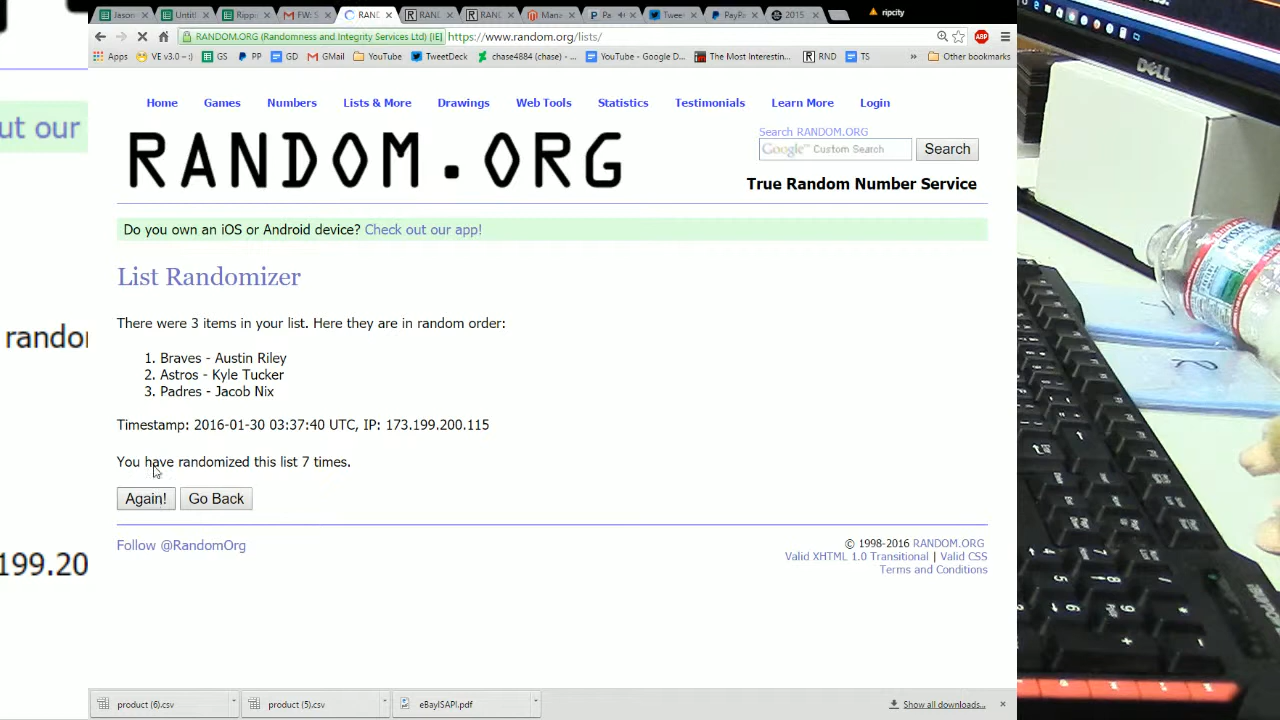 Jason
Untitl
Rippa
FW: S
RAND
RAND
RAND
Mana
Pa
Twee
PayPa
2015
ripcity
RANDOM.ORG (Randomness and Integrity Services Ltd) [IE]
https://www.random.org/lists/
ABP
Apps
VE v3.0 =:)
GS
PP
GD
GMail
YouTube
TweetDeck
chase4884 (chase) - ...
YouTube - Google D...
The Most Interestin...
RND
TS
»
Other bookmarks
Home
Games
Numbers
Lists & More
Drawings
Web Tools
Statistics
Testimonials
Learn More
Login
RANDOM.ORG
Search RANDOM.ORG
Google™ Custom Search
Search
True Random Number Service
Do you own an iOS or Android device? Check out our app!
List Randomizer
There were 3 items in your list. Here they are in random order:
1. Braves - Austin Riley
2. Astros - Kyle Tucker
3. Padres - Jacob Nix
Timestamp: 2016-01-30 03:37:40 UTC, IP: 173.199.200.115
You have randomized this list 7 times.
Again!
Go Back
Follow @RandomOrg
© 1998-2016 RANDOM.ORG
Valid XHTML 1.0 Transitional | Valid CSS
Terms and Conditions
product (6).csv
product (5).csv
eBayISAPI.pdf
Show all downloads...
ut our
rando
199.20
DELL
CRYSTAL